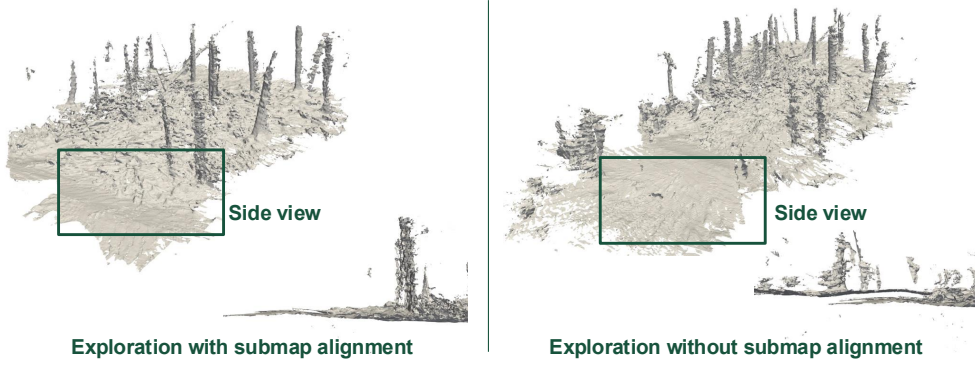 Side view
Side view
Exploration with submap alignment
Exploration without submap alignment